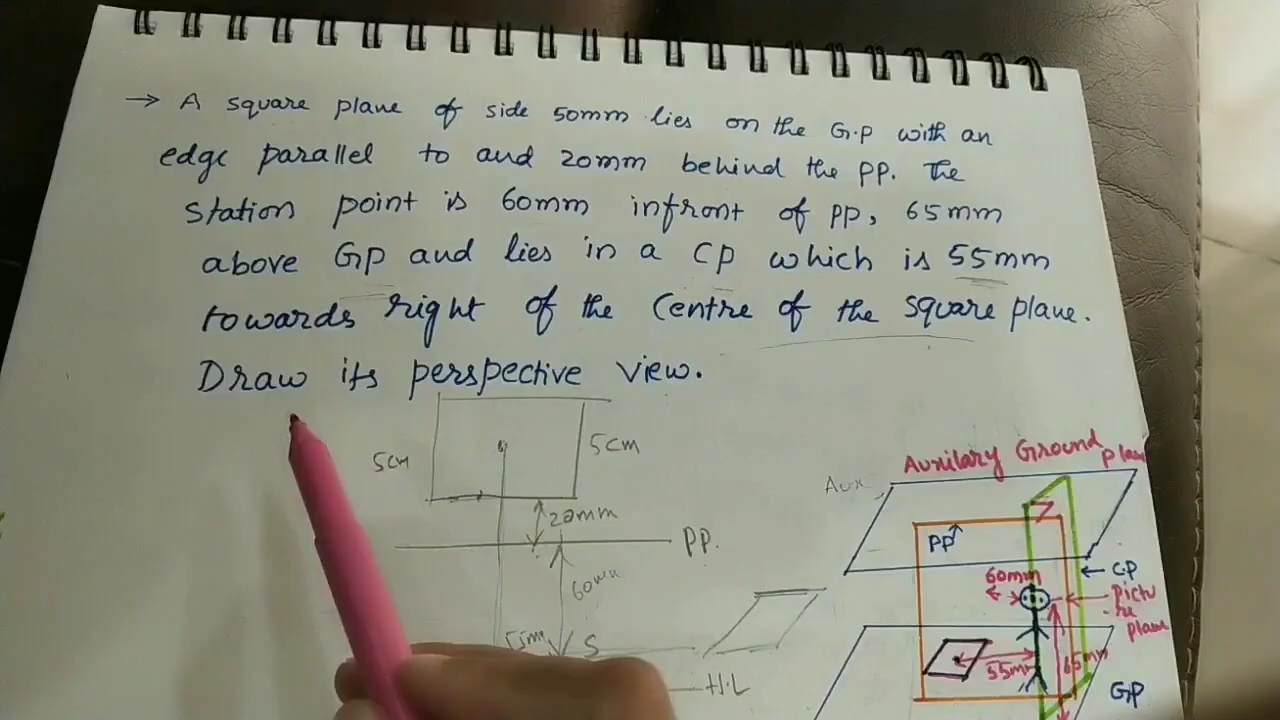 → A square plane of side 50mm lies on the G.P with an
edge parallel to and 20mm behind the PP. The
station point is 60mm infront of PP, 65mm
above GP and lies in a CP which is 55mm
towards right of the Centre of the square plane.
Draw its perspective view.
5cm
5cm
20mm
PP.
60mm
S
H.L
Auxilary Ground plane
Aux
PP
CP
60mm
pictu
-re
plane
55mm
65mm
GP